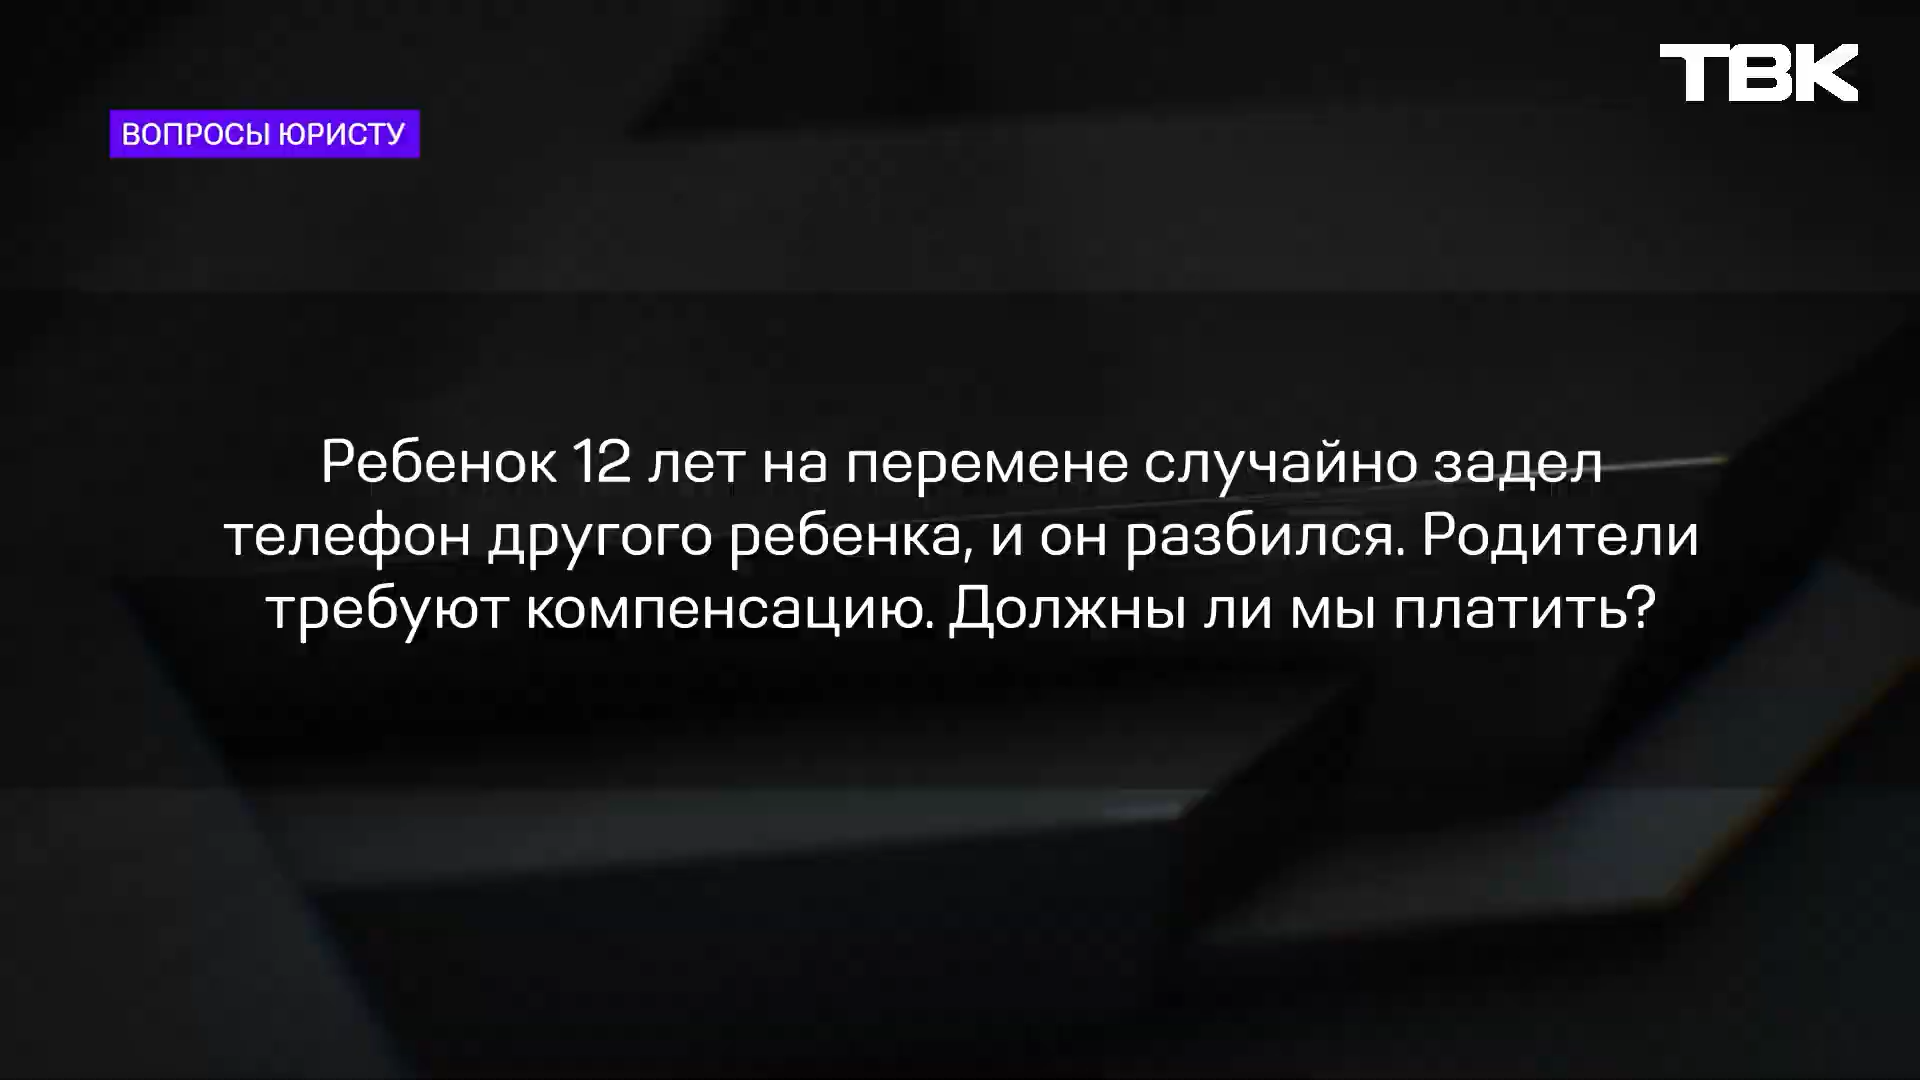 ТВК
ВОПРОСЫ ЮРИСТУ
Ребенок 12 лет на перемене случайно задел
телефон другого ребенка, и он разбился. Родители
требуют компенсацию. Должны ли мы платить?